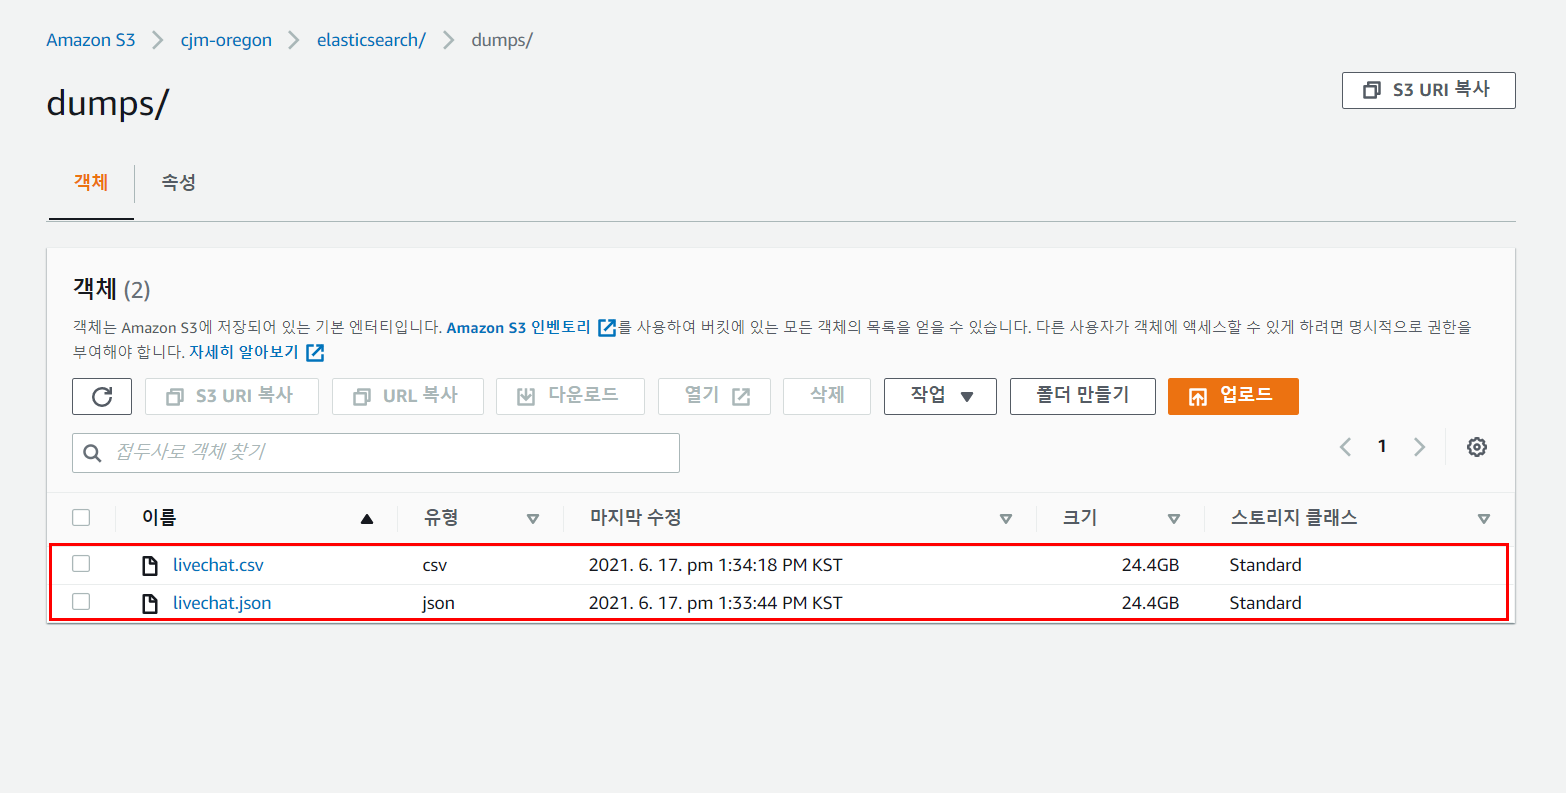 Amazon S3 > cjm-oregon > elasticsearch/ > dumps/
dumps/
S3 URI 복사
객체 속성
객체 (2)
객체는 Amazon S3에 저장되어 있는 기본 엔터티입니다. Amazon S3 인벤토리 를 사용하여 버킷에 있는 모든 객체의 목록을 얻을 수 있습니다. 다른 사용자가 객체에 액세스할 수 있게 하려면 명시적으로 권한을
부여해야 합니다. 자세히 알아보기
S3 URI 복사 URL 복사 다운로드 열기 삭제 작업 폴더 만들기 업로드
접두사로 객체 찾기
1
이름 유형 마지막 수정 크기 스토리지 클래스
livechat.csv csv 2021. 6. 17. pm 1:34:18 PM KST 24.4GB Standard
livechat.json json 2021. 6. 17. pm 1:33:44 PM KST 24.4GB Standard